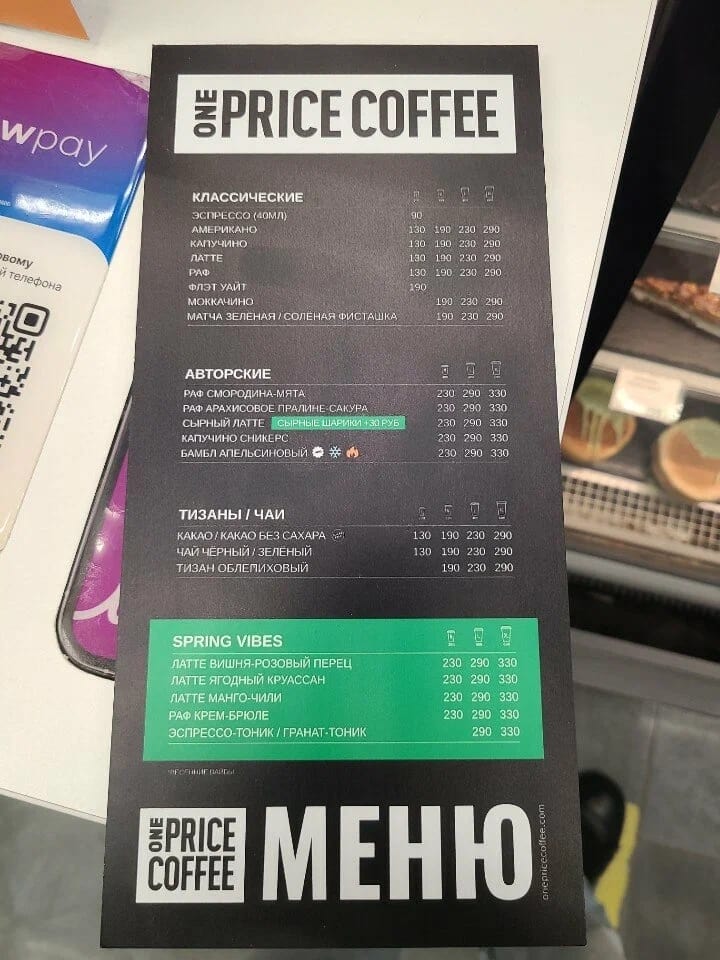 wpay
овому
й телефона
ONE PRICE COFFEE
КЛАССИЧЕСКИЕ
ЭСПРЕССО (40МЛ) 90
АМЕРИКАНО 130 190 230 290
КАПУЧИНО 130 190 230 290
ЛАТТЕ 130 190 230 290
РАФ 130 190 230 290
ФЛЭТ УАЙТ 190
МОККАЧИНО 190 230 290
МАТЧА ЗЕЛЁНАЯ / СОЛЁНАЯ ФИСТАШКА 190 230 290
АВТОРСКИЕ
РАФ СМОРОДИНА-МЯТА 230 290 330
РАФ АРАХИСОВОЕ ПРАЛИНЕ-САКУРА 230 290 330
СЫРНЫЙ ЛАТТЕ СЫРНЫЕ ШАРИКИ +30 РУБ 230 290 330
КАПУЧИНО СНИКЕРС 230 290 330
БАМБЛ АПЕЛЬСИНОВЫЙ 230 290 330
ТИЗАНЫ / ЧАИ
КАКАО / КАКАО БЕЗ САХАРА 130 190 230 290
ЧАЙ ЧЁРНЫЙ / ЗЕЛЁНЫЙ 130 190 230 290
ТИЗАН ОБЛЕПИХОВЫЙ 190 230 290
SPRING VIBES
ЛАТТЕ ВИШНЯ-РОЗОВЫЙ ПЕРЕЦ 230 290 330
ЛАТТЕ ЯГОДНЫЙ КРУАССАН 230 290 330
ЛАТТЕ МАНГО-ЧИЛИ 230 290 330
РАФ КРЕМ-БРЮЛЕ 230 290 330
ЭСПРЕССО-ТОНИК / ГРАНАТ-ТОНИК 290 330
*ВЕСЕННИЕ ВАЙБЫ
ONE PRICE
COFFEE
МЕНЮ
onepricecoffee.com